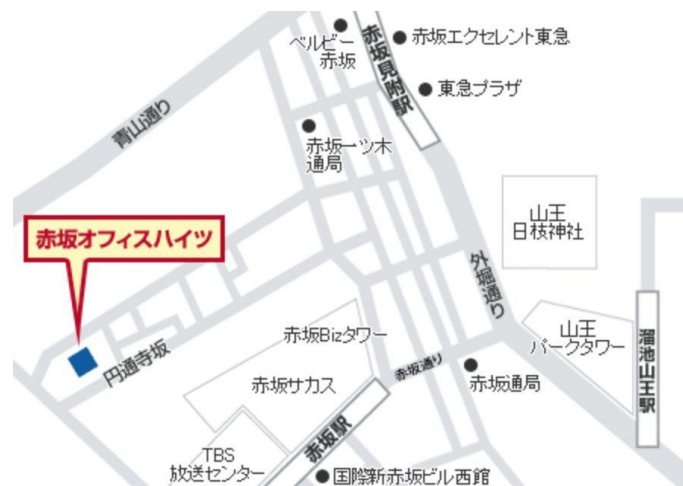 ベルビー
赤坂
赤坂見附駅
赤坂エクセレント東急
東急プラザ
青山通り
赤坂一ツ木
通局
赤坂オフィスハイツ
山王
日枝神社
外堀通り
円通寺坂
赤坂Bizタワー
山王
パークタワー
溜池山王駅
赤坂通り
赤坂サカス
赤坂通局
赤坂駅
TBS
放送センター
国際新赤坂ビル西館